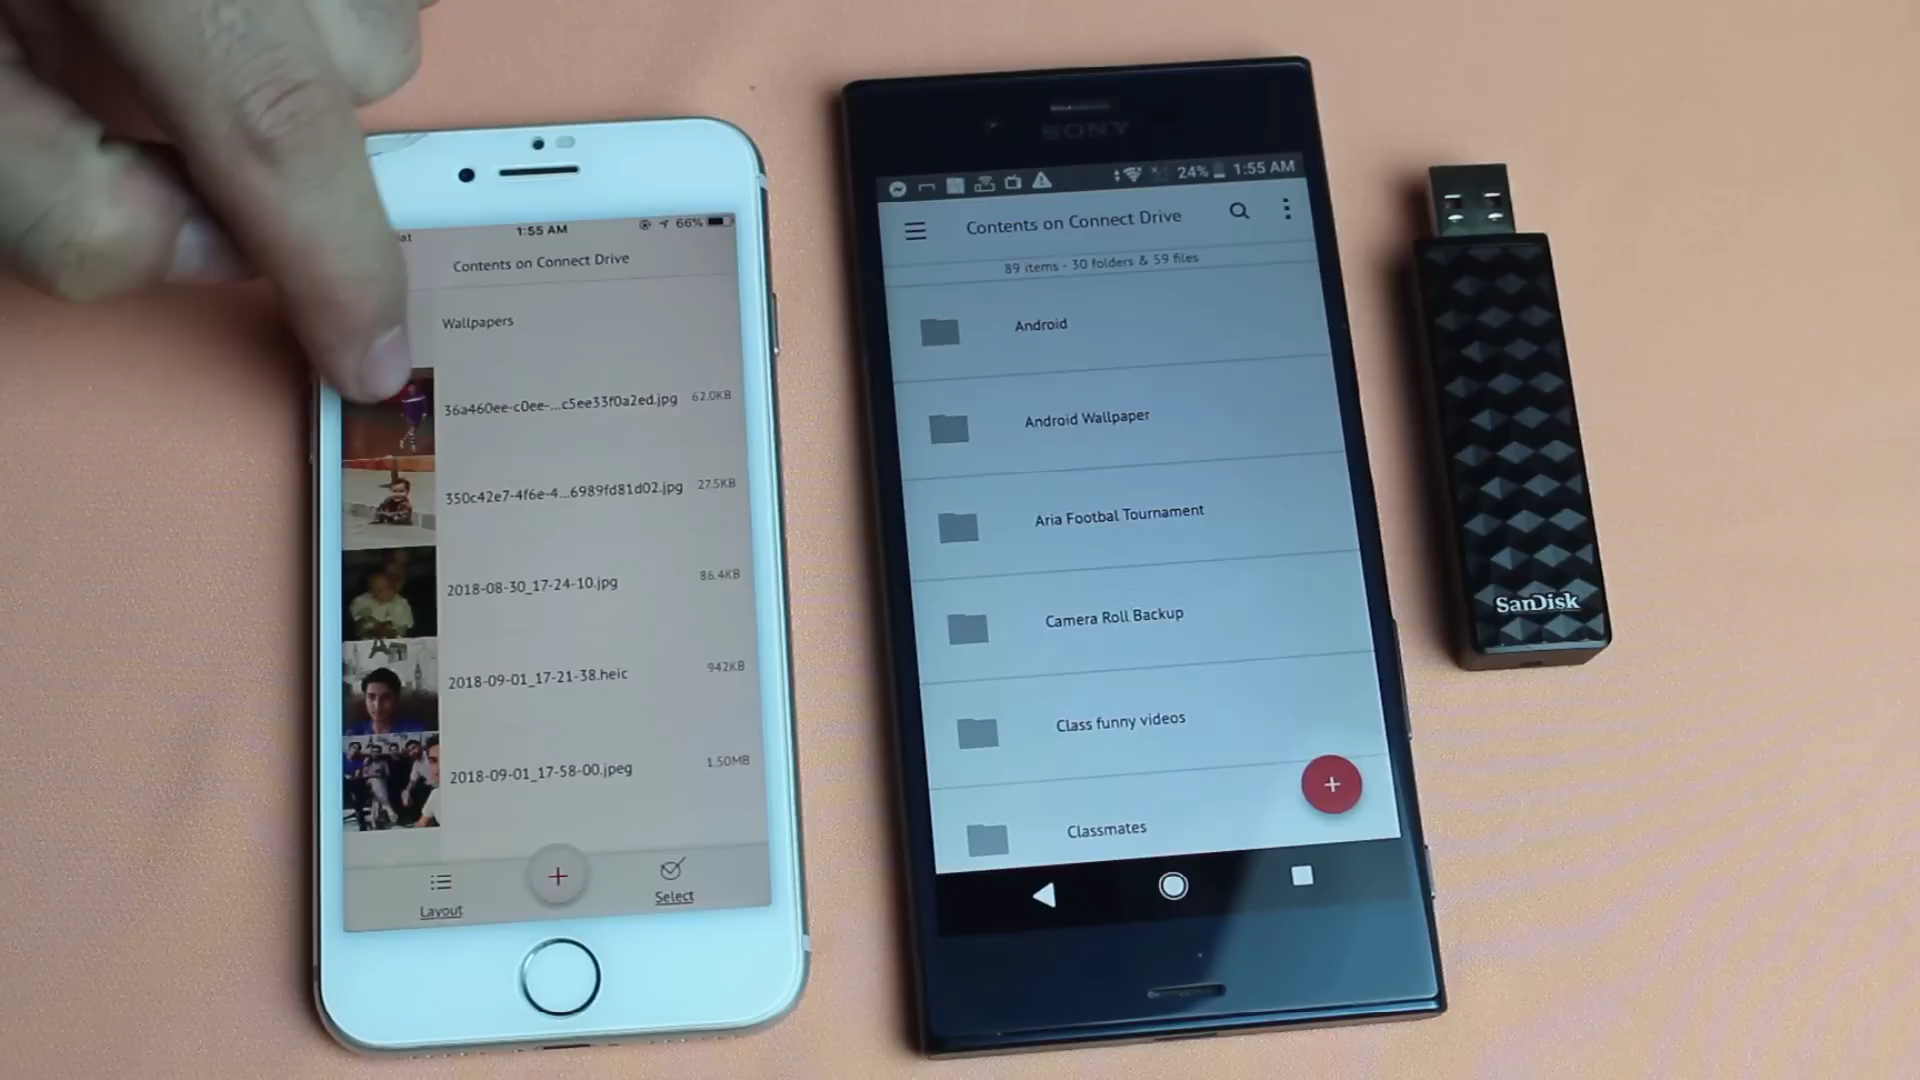 at
1:55 AM
66%
Contents on Connect Drive
Wallpapers
36a460ee-c0ee-...c5ee33f0a2ed.jpg 62.0KB
350c42e7-4f6e-4...6989fd81d02.jpg 27.5KB
2018-08-30_17-24-10.jpg 86.4KB
2018-09-01_17-21-38.heic 942KB
2018-09-01_17-58-00.jpeg 1.50MB
Layout
Select
SONY
24% 1:55 AM
Contents on Connect Drive
89 items - 30 folders & 59 files
Android
Android Wallpaper
Aria Footbal Tournament
Camera Roll Backup
Class funny videos
Classmates
SanDisk